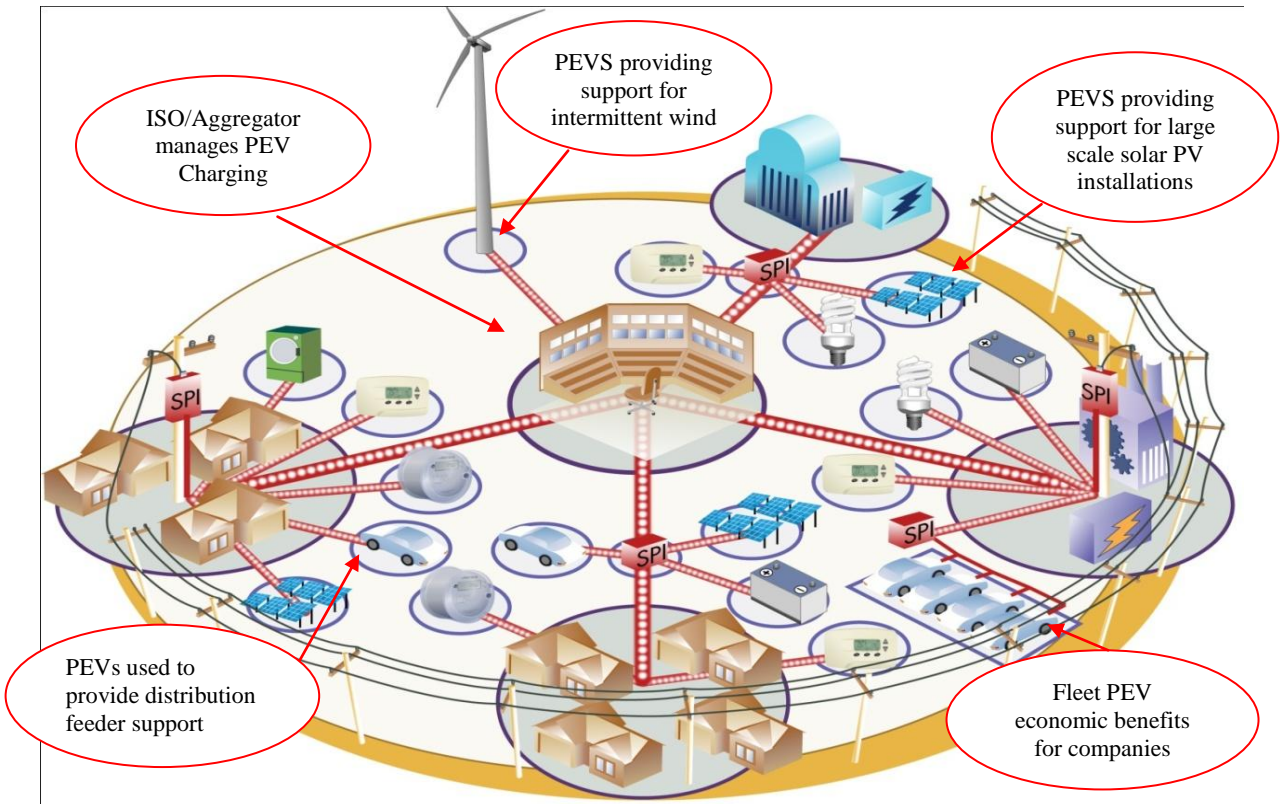 PEVS providing
support for
intermittent wind
PEVS providing
support for large
scale solar PV
installations
ISO/Aggregator
manages PEV
Charging
SPI
SPI
SPI
SPI
SPI
PEVs used to
provide distribution
feeder support
Fleet PEV
economic benefits
for companies